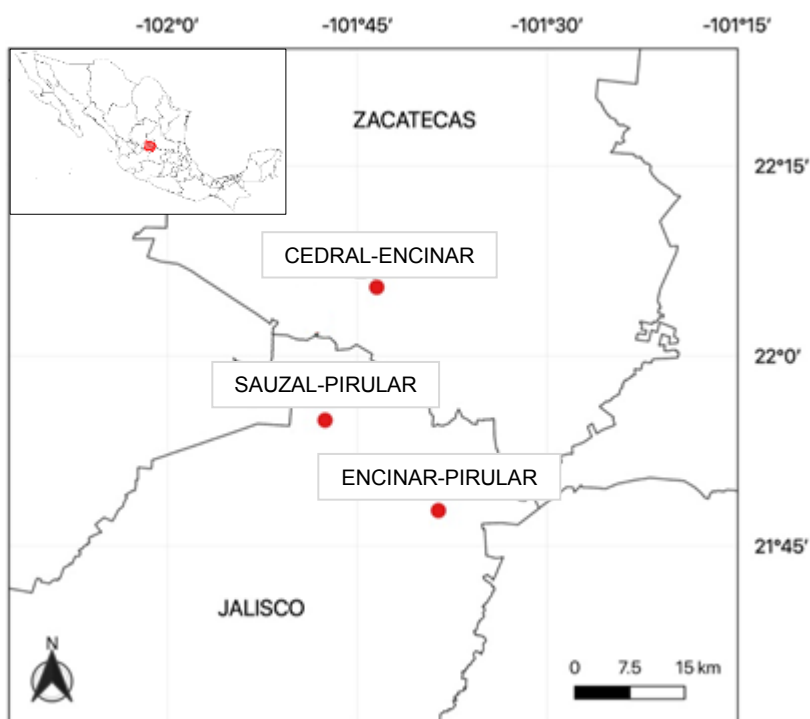 -102°0′ -101°45′ -101°30′ -101°15′
ZACATECAS
22°15′
CEDRAL-ENCINAR
22°0′
SAUZAL-PIRULAR
ENCINAR-PIRULAR
21°45′
JALISCO
N
0 7.5 15 km